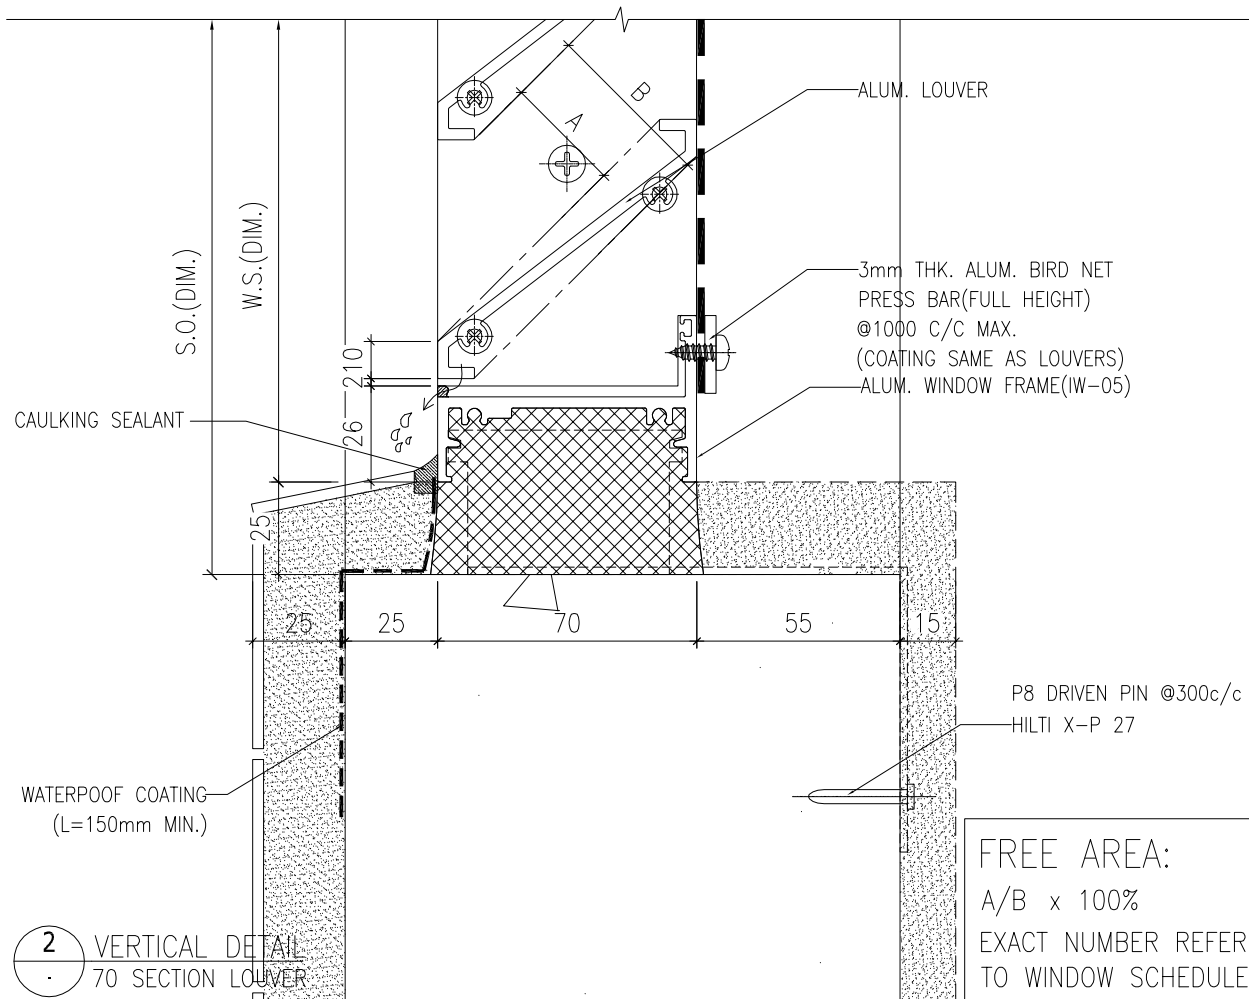 B
A
ALUM. LOUVER
S.O.(DIM.)
W.S.(DIM.)
3mm THK. ALUM. BIRD NET
PRESS BAR(FULL HEIGHT)
@1000 C/C MAX.
(COATING SAME AS LOUVERS)
ALUM. WINDOW FRAME(IW-05)
210
26
CAULKING SEALANT
25
25
25
70
55
15
P8 DRIVEN PIN @300c/c
HILTI X-P 27
WATERPOOF COATING
(L=150mm MIN.)
FREE AREA:
A/B x 100%
EXACT NUMBER REFER
TO WINDOW SCHEDULE
2
-
VERTICAL DETAIL
70 SECTION LOUVER